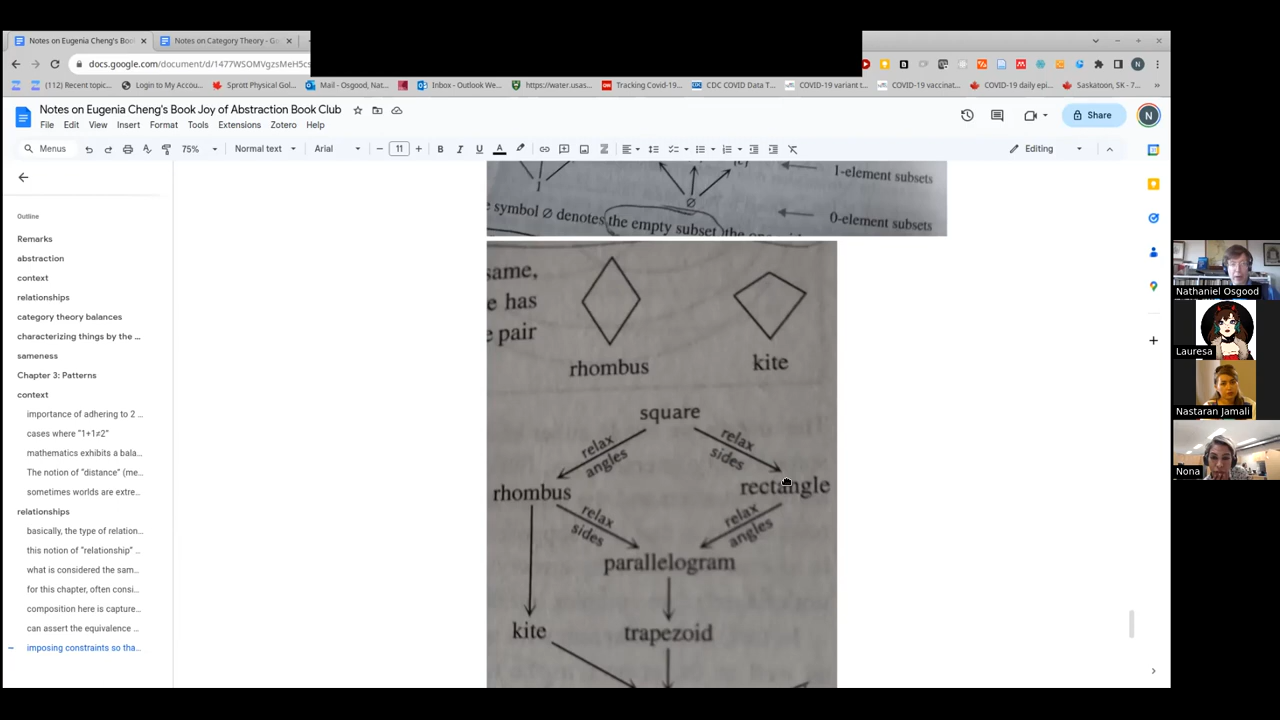 Notes on Eugenia Cheng's Boo
Notes on Category Theory - G
docs.google.com/document/d/1477WSOMVgzsMeH5cs
(112) Recent topic...
Login to My Accou...
Sprott Physical Gol...
Mail - Osgood, Nat...
Inbox - Outlook We...
https://water.usas...
Tracking Covid-19...
CDC COVID Data T...
COVID-19 variant t...
COVID-19 vaccinat...
COVID-19 daily epi...
Saskatoon, SK - 7...
Notes on Eugenia Cheng's Book Joy of Abstraction Book Club
File Edit View Insert Format Tools Extensions Zotero Help
Share
N
Menus
75%
Normal text
Arial
11
B I U A
Editing
Outline
Remarks
abstraction
context
relationships
category theory balances
characterizing things by the ...
sameness
Chapter 3: Patterns
context
importance of adhering to 2 ...
cases where "1+1≠2"
mathematics exhibits a bala...
The notion of "distance" (me...
sometimes worlds are extre...
relationships
basically, the type of relation...
this notion of "relationship" ...
what is considered the sam...
for this chapter, often consi...
composition here is capture...
can assert the equivalence ...
imposing constraints so tha...
1
∅
1-element subsets
0-element subsets
symbol ∅ denotes the empty subset
same,
e has
e pair
rhombus
kite
square
relax angles
relax sides
rhombus
rectangle
relax sides
relax angles
parallelogram
kite
trapezoid
Nathaniel Osgood
Lauresa
Nastaran Jamali
Nona